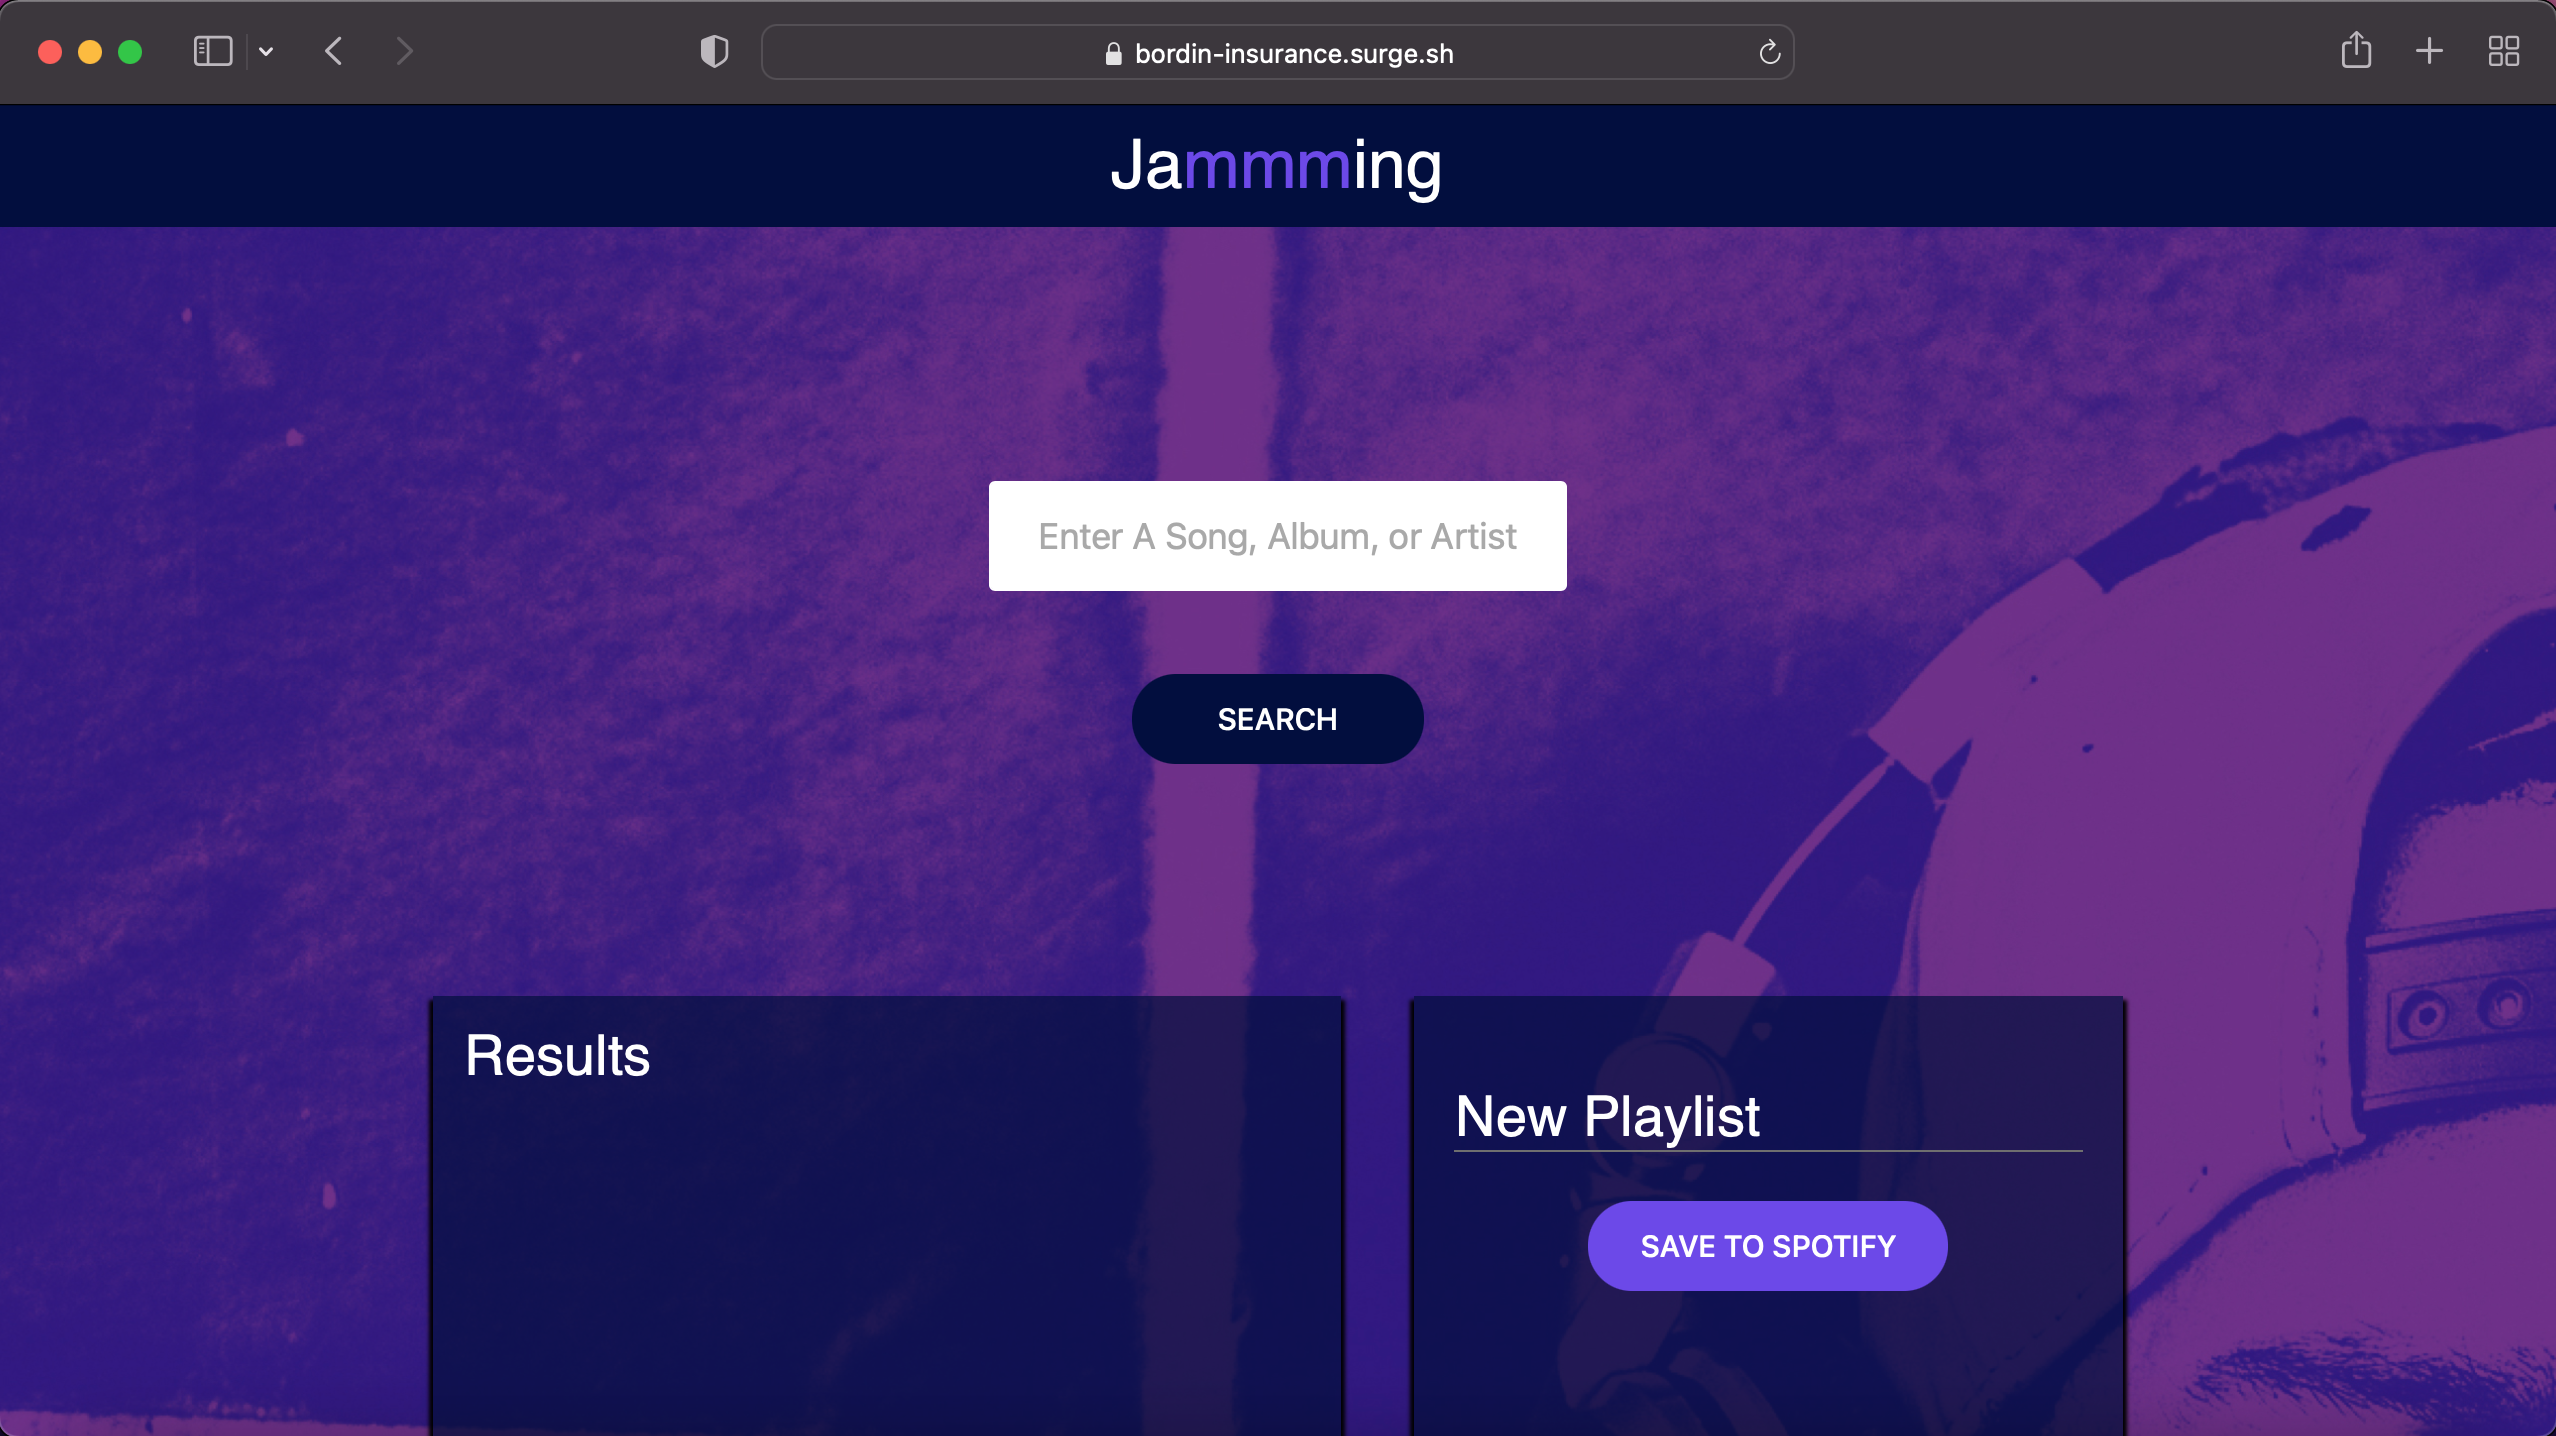 bordin-insurance.surge.sh
Jammming
Enter A Song, Album, or Artist
SEARCH
Results
New Playlist
SAVE TO SPOTIFY